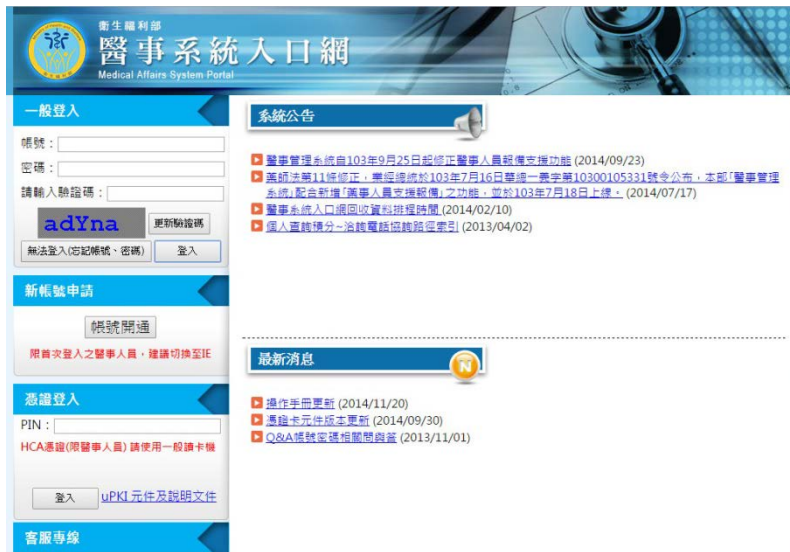 衛生福利部
醫事系統入口網
Medical Affairs System Portal
一般登入
帳號：
密碼：
請輸入驗證碼：
adYna
更新驗證碼
無法登入(忘記帳號、密碼)
登入
新帳號申請
帳號開通
限首次登入之醫事人員，建議切換至IE
憑證登入
PIN：
HCA憑證(限醫事人員)請使用一般讀卡機
登入
uPKI 元件及說明文件
客服專線
系統公告
醫事管理系統自103年9月25日起修正醫事人員報備支援功能 (2014/09/23)
藥師法第11條修正，業經總統於103年7月16日華總一義字第10300105331號令公布，本部「醫事管理
系統」配合新增「藥事人員支援報備」之功能，並於103年7月18日上線。 (2014/07/17)
醫事系統入口網回收資料排程時間 (2014/02/10)
個人查詢積分~洽詢電話協詢路徑索引 (2013/04/02)
最新消息
N
操作手冊更新 (2014/11/20)
憑證卡元件版本更新 (2014/09/30)
Q&A帳號密碼相關問與答 (2013/11/01)